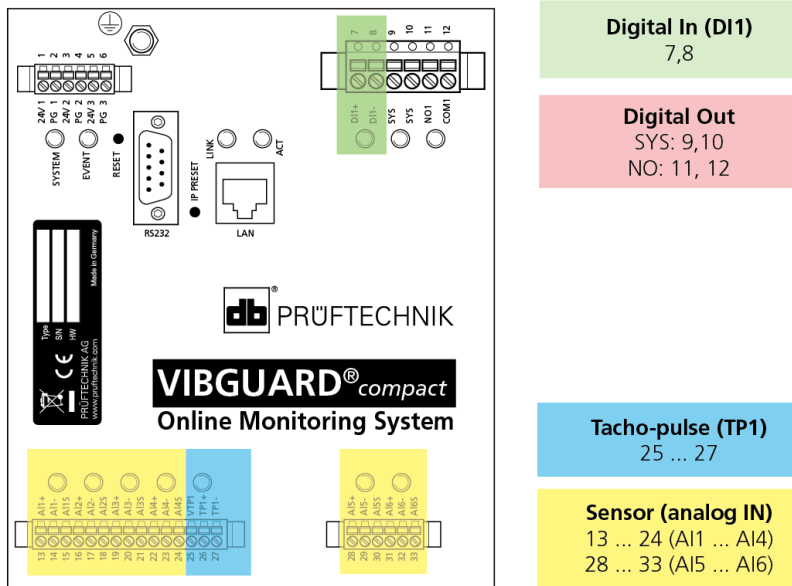 1 2 3 4 5 6
24V 1
PG 1
24V 2
PG 2
24V 3
PG 3
SYSTEM
EVENT
RESET
RS232
LINK
ACT
IP PRESET
LAN
7 8 9 10 11 12
DI1+
DI1-
SYS
SYS
NO1
COM1
Digital In (DI1)
7,8
Digital Out
SYS: 9,10
NO: 11, 12
Made in Germany
Type
S/N
HW
CE
PRÜFTECHNIK AG
www.pruftechnik.com
db® PRÜFTECHNIK
VIBGUARD® compact
Online Monitoring System
AI1+
AI1-
AI1S
AI2+
AI2-
AI2S
AI3+
AI3-
AI3S
AI4+
AI4-
AI4S
VTP1
TP1+
TP1-
13 14 15 16 17 18 19 20 21 22 23 24 25 26 27
AI5+
AI5-
AI5S
AI6+
AI6-
AI6S
28 29 30 31 32 33
Tacho-pulse (TP1)
25 ... 27
Sensor (analog IN)
13 ... 24 (AI1 ... AI4)
28 ... 33 (AI5 ... AI6)